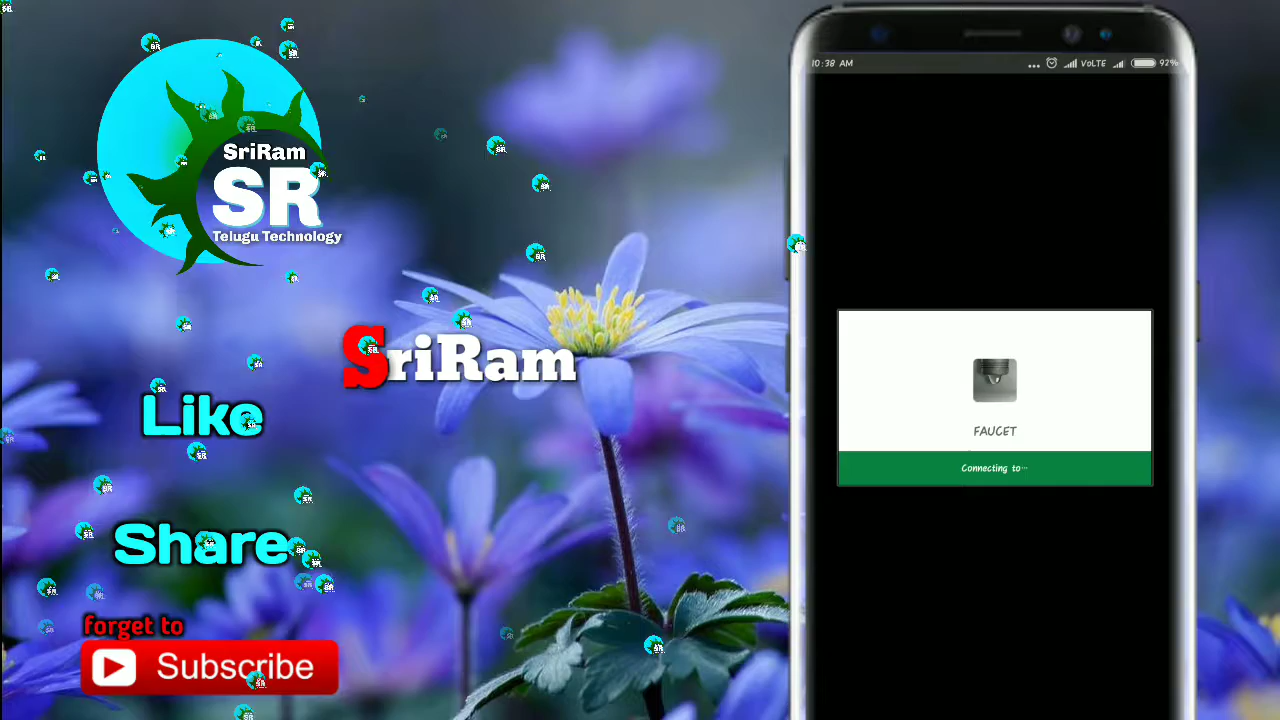 SriRam
SR
Telugu Technology
10:38 AM
... VoLTE 92%
SriRam
Like
FAUCET
Connecting to...
Share
forget to
Subscribe